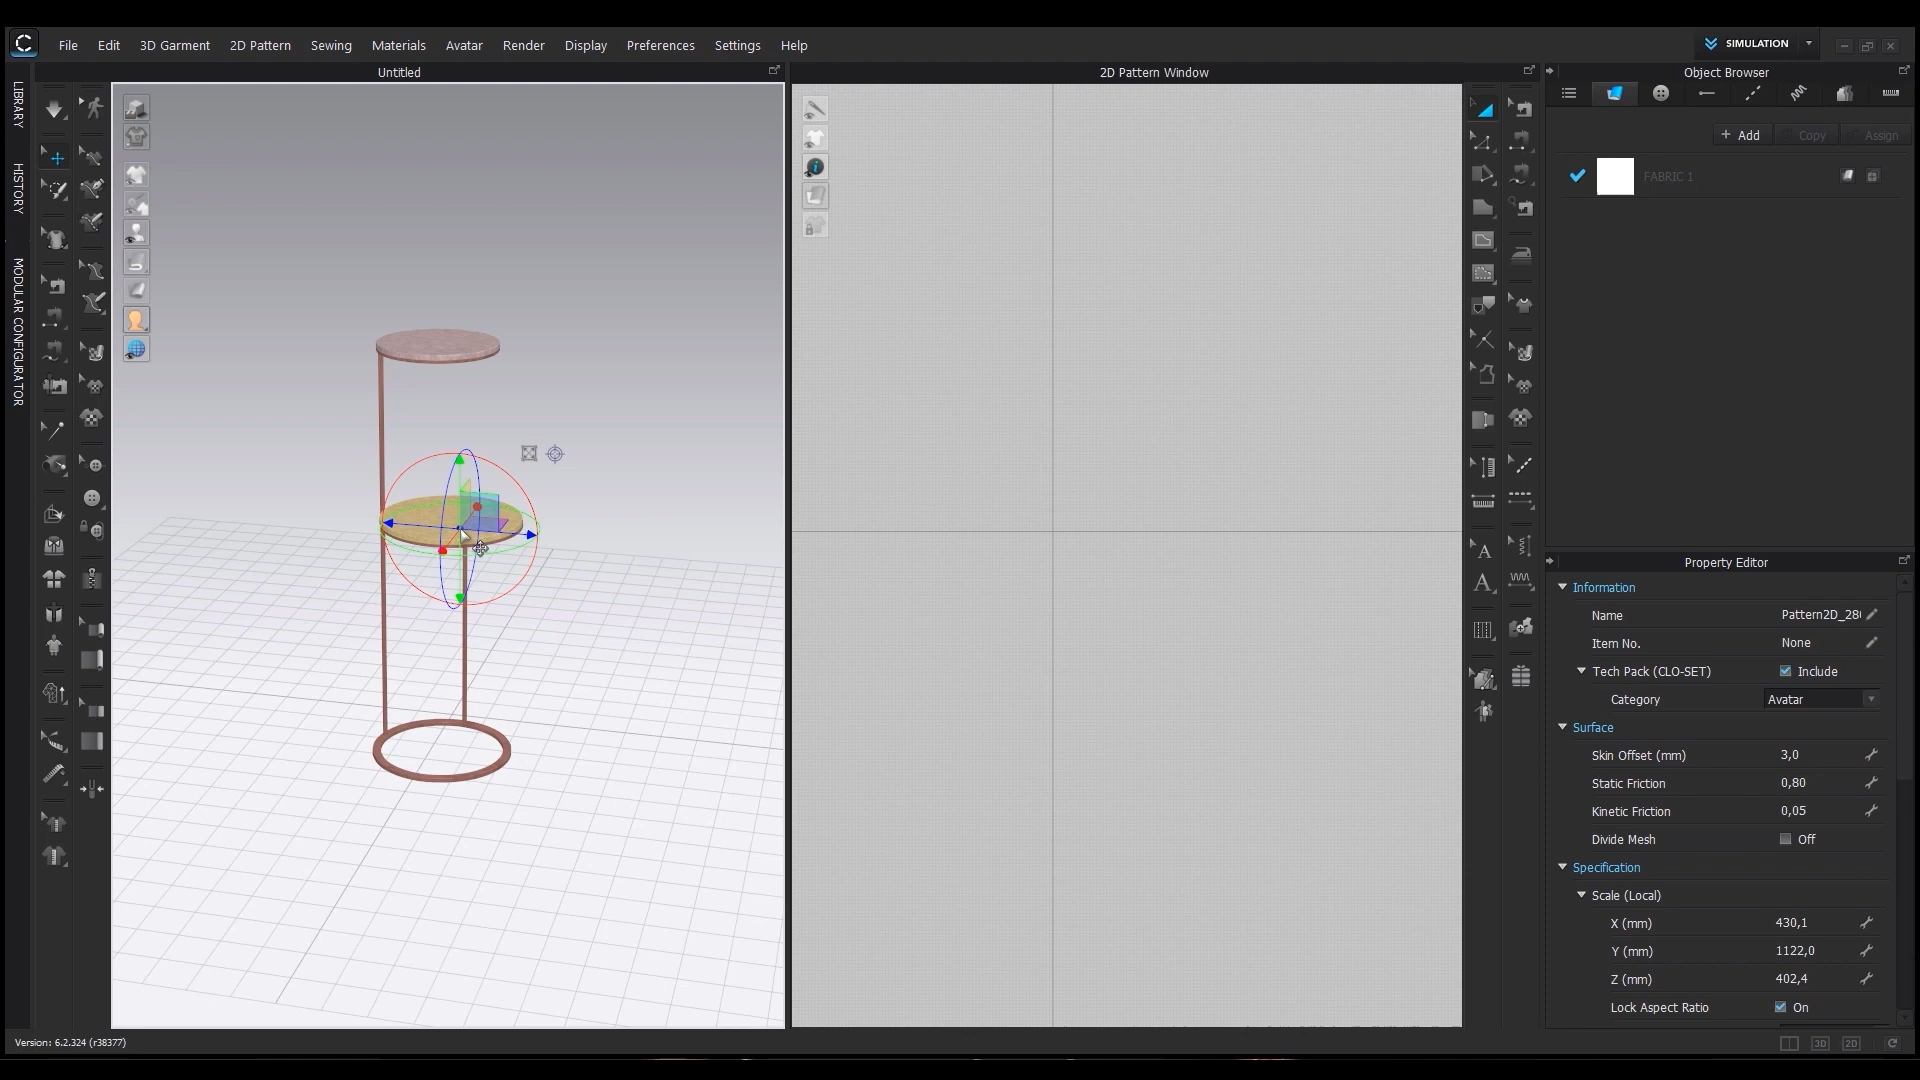 File Edit 3D Garment 2D Pattern Sewing Materials Avatar Render Display Preferences Settings Help
SIMULATION
Untitled
2D Pattern Window
Object Browser
LIBRARY
HISTORY
MODULAR CONFIGURATOR
+ Add
Copy
Assign
FABRIC 1
A
A
Property Editor
Information
Name Pattern2D_28
Item No. None
Tech Pack (CLO-SET) Include
Category Avatar
Surface
Skin Offset (mm) 3,0
Static Friction 0,80
Kinetic Friction 0,05
Divide Mesh Off
Specification
Scale (Local)
X (mm) 430,1
Y (mm) 1122,0
Z (mm) 402,4
Lock Aspect Ratio On
Version: 6.2.324 (r38377)
3D 2D